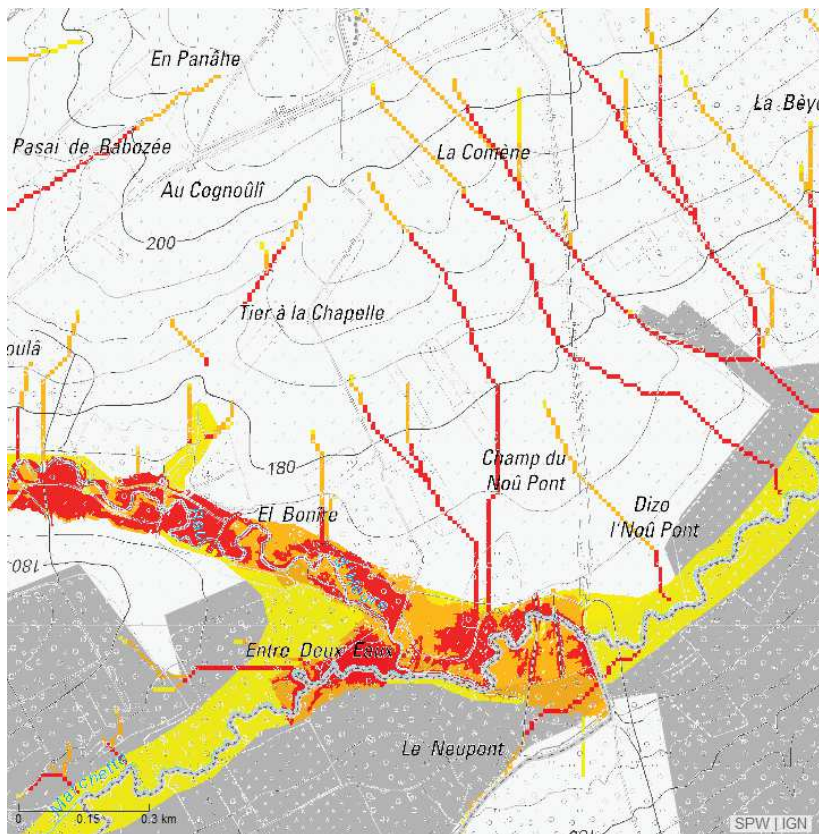 En Panâhe
La Bèy
Pasai de Rabozée
La Comène
Au Cognoûlî
200
Tier à la Chapelle
oulâ
180
Champ du
Noû Pont
El Bonîre
Dizo
l'Noû Pont
180
Entre Deux Eaux
Le Neupont
Marchette
0 0.15 0.3 km
SPW | IGN